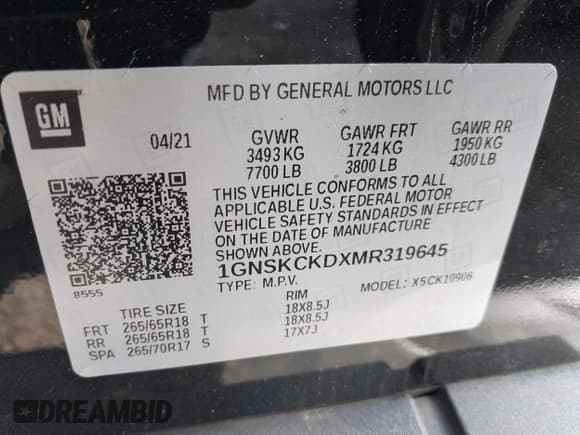 MFD BY GENERAL MOTORS LLC
GM
04/21 GVWR GAWR FRT GAWR RR
3493 KG 1724 KG 1950 KG
7700 LB 3800 LB 4300 LB
THIS VEHICLE CONFORMS TO ALL
APPLICABLE U.S. FEDERAL MOTOR
VEHICLE SAFETY STANDARDS IN EFFECT
ON THE DATE OF MANUFACTURE
SHOWN ABOVE.
1GNSKCKDXMR319645
8555
TYPE: M.P.V. MODEL: X5CK10906
TIRE SIZE RIM
FRT 265/65R18 T 18X8.5J
RR 265/65R18 T 18X8.5J
SPA 265/70R17 S 17X7J
DREAMBID